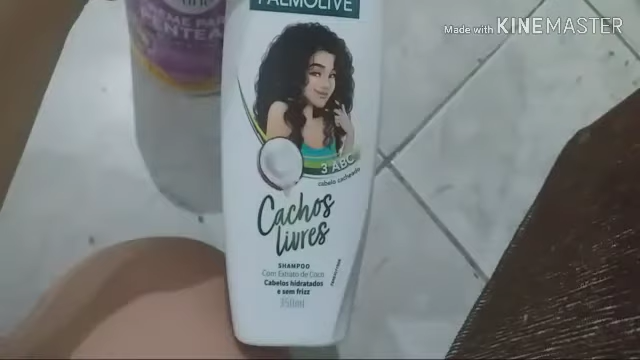 Made with KINEMASTER
PALMOLIVE
3 ABC
cabelo cacheado
Cachos
livres
SHAMPOO
Com Extrato de Coco
Cabelos hidratados
e sem frizz
350ml